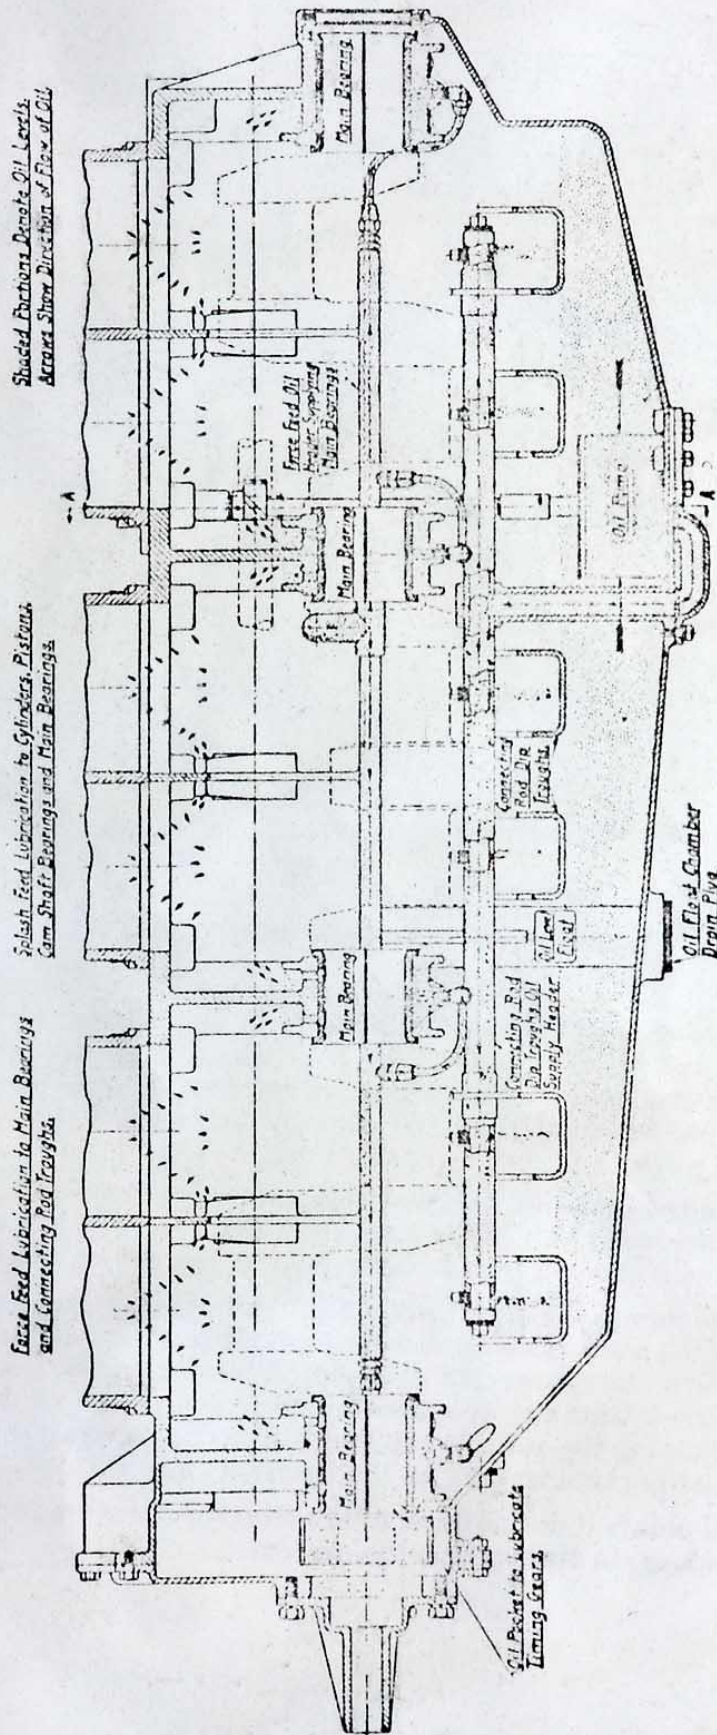 Force Feed Lubrication to Main Bearings
and Connecting Rod Troughs.
Splash Feed Lubrication to Cylinders, Pistons,
Cam Shaft Bearings and Main Bearings.
Shaded Portions Denote Oil Levels.
Arrows Show Direction of Flow of Oil
A
Force Feed Oil
Header Supplying
Main Bearings
Main Bearing
Main Bearing
Main Bearing
Main Bearing
Connecting Rod
Dip Troughs Oil
Supply Header
Oil Level
Float
Connecting
Rod Dip
Troughs
Oil Pump
A
Oil Pocket to Lubricate
Timing Gears.
Oil Float Chamber
Drain Plug